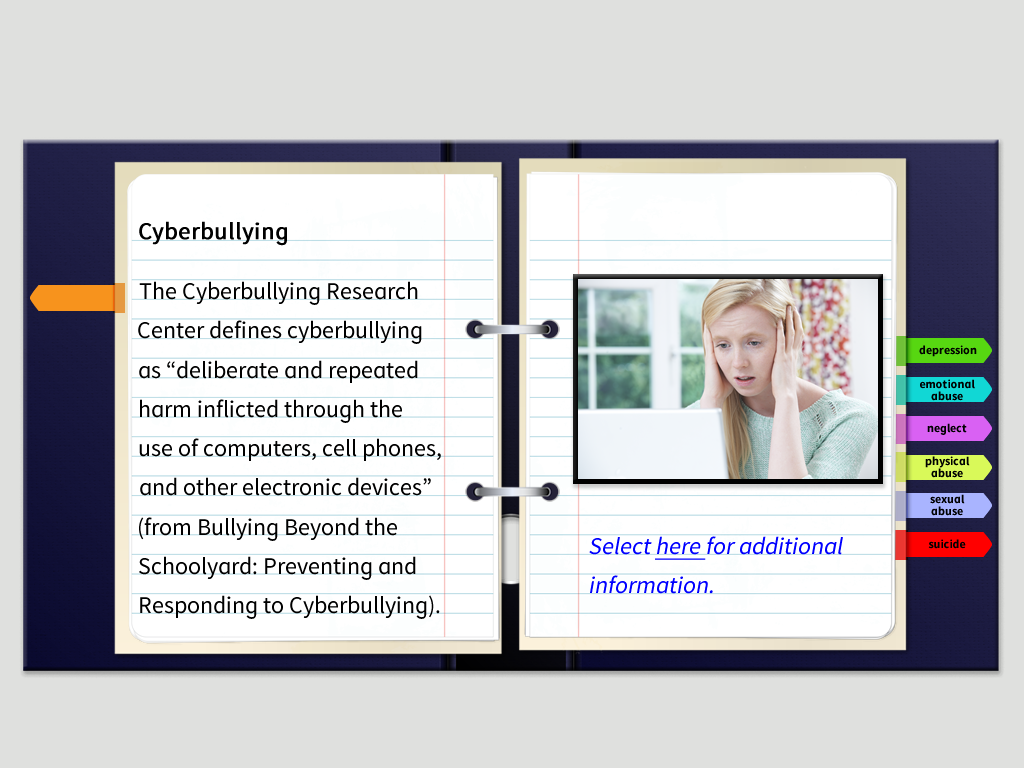 Cyberbullying
The Cyberbullying Research
Center defines cyberbullying
as “deliberate and repeated
harm inflicted through the
use of computers, cell phones,
and other electronic devices”
(from Bullying Beyond the
Schoolyard: Preventing and
Responding to Cyberbullying).
Select here for additional
information.
depression
emotional
abuse
neglect
physical
abuse
sexual
abuse
suicide